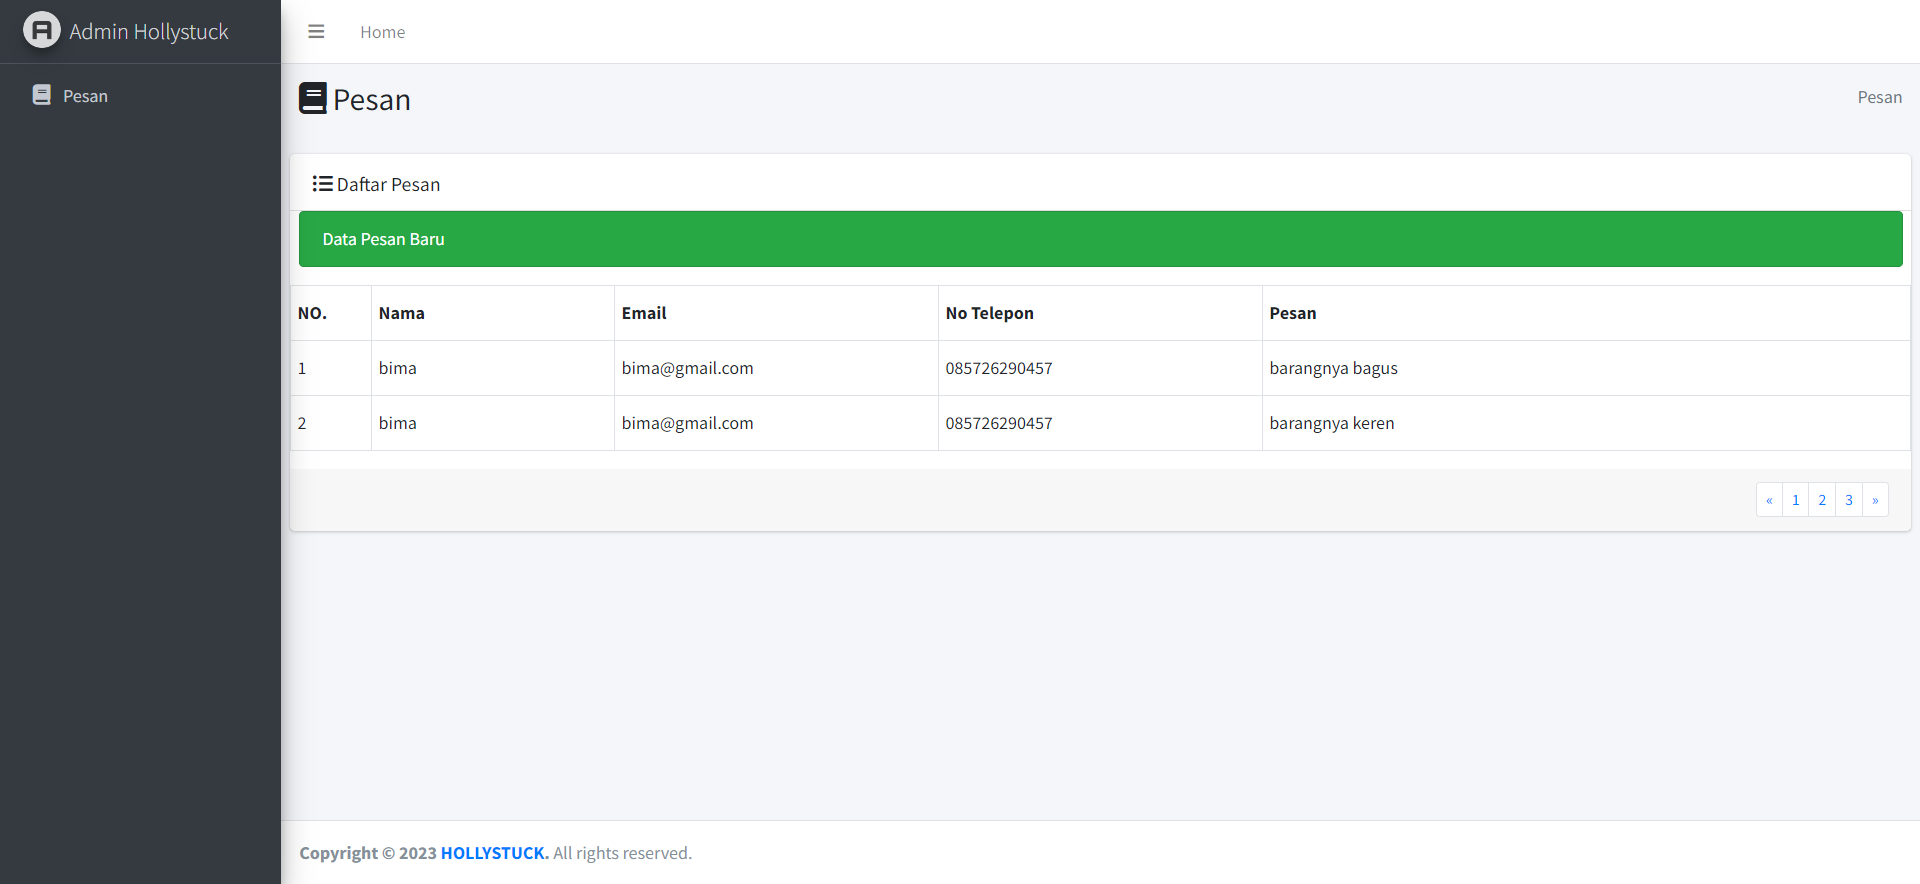 Admin Hollystuck
Home
Pesan
Pesan
Pesan
Daftar Pesan
Data Pesan Baru
NO. Nama Email No Telepon Pesan
1 bima bima@gmail.com 085726290457 barangnya bagus
2 bima bima@gmail.com 085726290457 barangnya keren
« 1 2 3 »
Copyright © 2023 HOLLYSTUCK. All rights reserved.